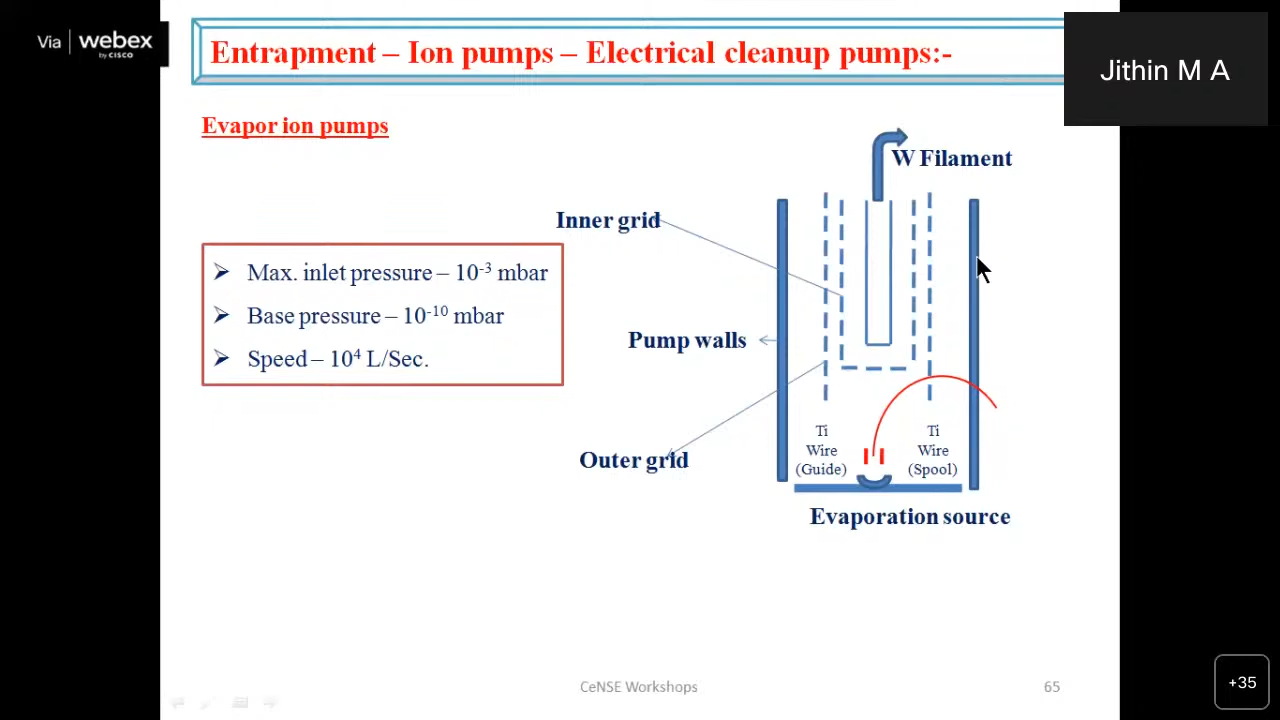 Via webex
by CISCO
Entrapment – Ion pumps – Electrical cleanup pumps:-
Jithin M A
Evapor ion pumps
W Filament
Inner grid
➢ Max. inlet pressure – 10⁻³ mbar
➢ Base pressure – 10⁻¹⁰ mbar
➢ Speed – 10⁴ L/Sec.
Pump walls
Outer grid
Ti
Wire
(Guide)
Ti
Wire
(Spool)
Evaporation source
CeNSE Workshops
65
+35